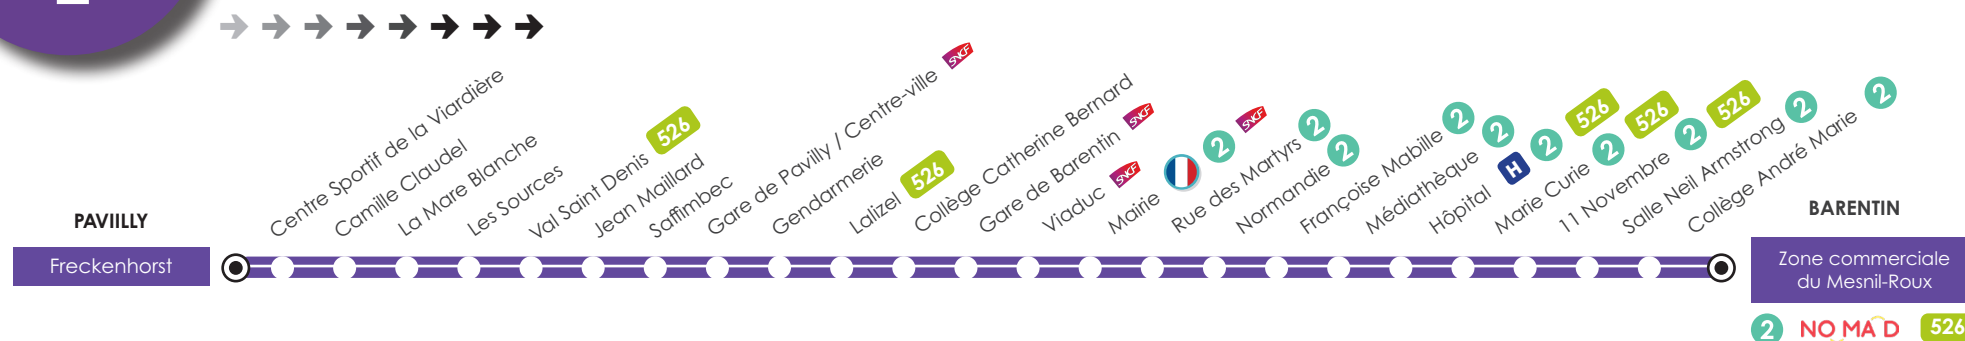 PAVIILLY
Freckenhorst
Centre Sportif de la Viardière
Camille Claudel
La Mare Blanche
Les Sources
Val Saint Denis 526
Jean Maillard
Saffimbec
Gare de Pavilly / Centre-ville SNCF
Gendarmerie
Lalizel 526
Collège Catherine Bernard
Gare de Barentin SNCF
Viaduc SNCF
Mairie 2 SNCF
Rue des Martyrs 2
Normandie 2
Françoise Mabille 2
Médiathèque 2
Hôpital H 2 526
Marie Curie 2 526
11 Novembre 2 526
Salle Neil Armstrong 2
Collège André Marie 2
BARENTIN
Zone commerciale
du Mesnil-Roux
2 NOMAD 526